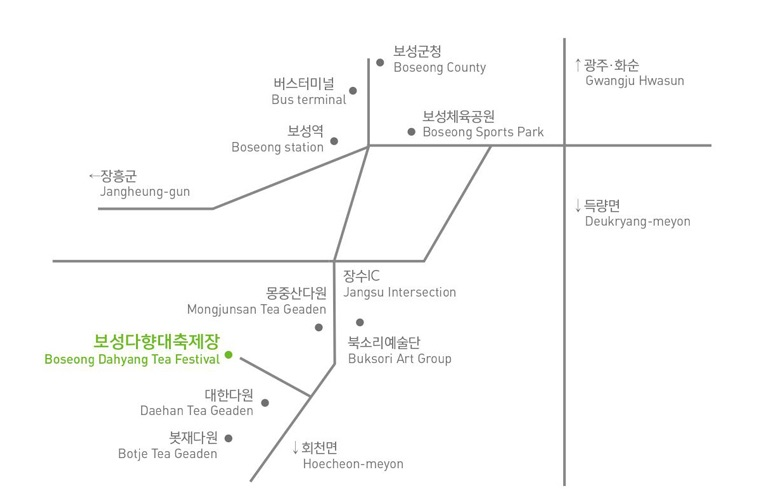 보성군청
Boseong County
↑광주·화순
Gwangju Hwasun
버스터미널
Bus terminal
보성체육공원
Boseong Sports Park
보성역
Boseong station
←장흥군
Jangheung-gun
↓득량면
Deukryang-meyon
장수IC
Jangsu Intersection
몽중산다원
Mongjunsan Tea Geaden
북소리예술단
Buksori Art Group
보성다향대축제장
Boseong Dahyang Tea Festival
대한다원
Daehan Tea Geaden
봇재다원
Botje Tea Geaden
↓회천면
Hoecheon-meyon